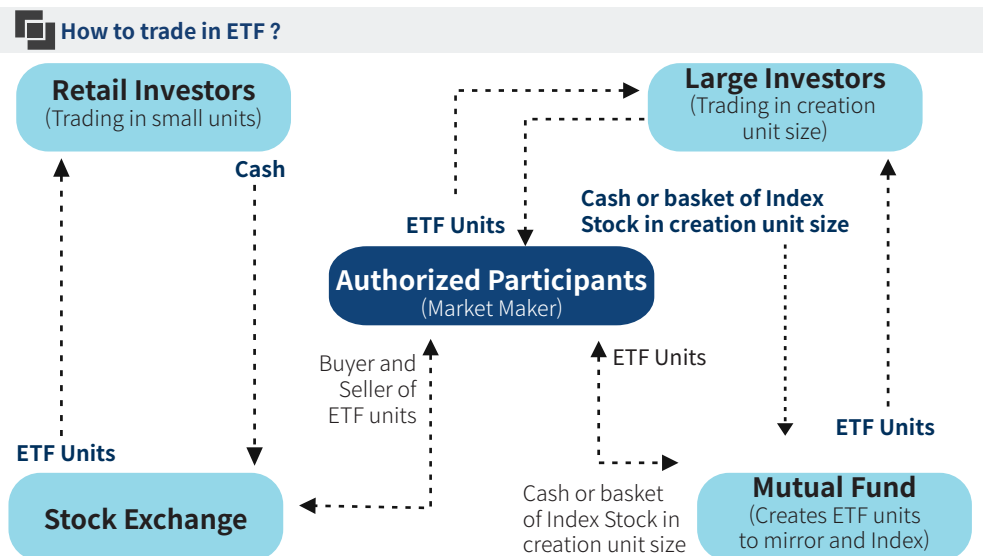 How to trade in ETF ?
Retail Investors
(Trading in small units)
Large Investors
(Trading in creation
unit size)
Cash
Cash or basket of Index
Stock in creation unit size
ETF Units
Authorized Participants
(Market Maker)
Buyer and
Seller of
ETF units
ETF Units
ETF Units
ETF Units
Stock Exchange
Cash or basket
of Index Stock in
creation unit size
Mutual Fund
(Creates ETF units
to mirror and Index)